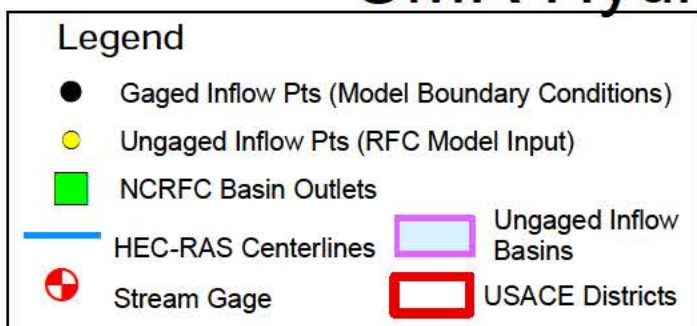 Legend
Gaged Inflow Pts (Model Boundary Conditions)
Ungaged Inflow Pts (RFC Model Input)
NCRFC Basin Outlets
HEC-RAS Centerlines
Stream Gage
Ungaged Inflow
Basins
USACE Districts